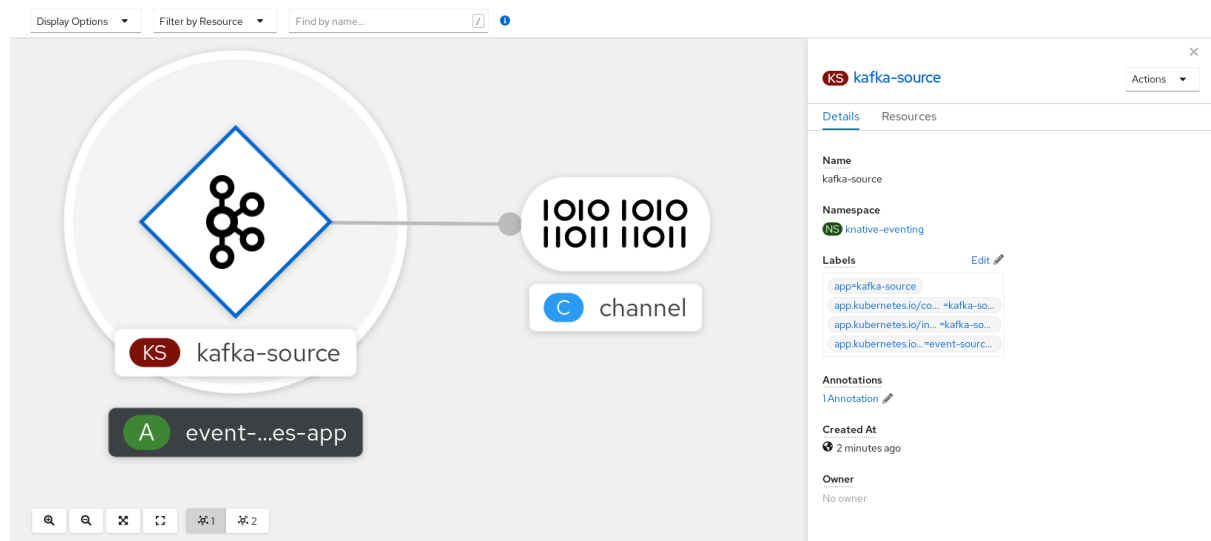 Display Options
Filter by Resource
Find by name...
/
KS kafka-source
Actions
Details Resources
Name
kafka-source
Namespace
NS knative-eventing
Labels
Edit
app=kafka-source
app.kubernetes.io/co... =kafka-so...
app.kubernetes.io/in... =kafka-so...
app.kubernetes.io...=event-sourc...
Annotations
1 Annotation
Created At
2 minutes ago
Owner
No owner
1010 1010
11011 11011
C channel
KS kafka-source
A event-...es-app
1
2